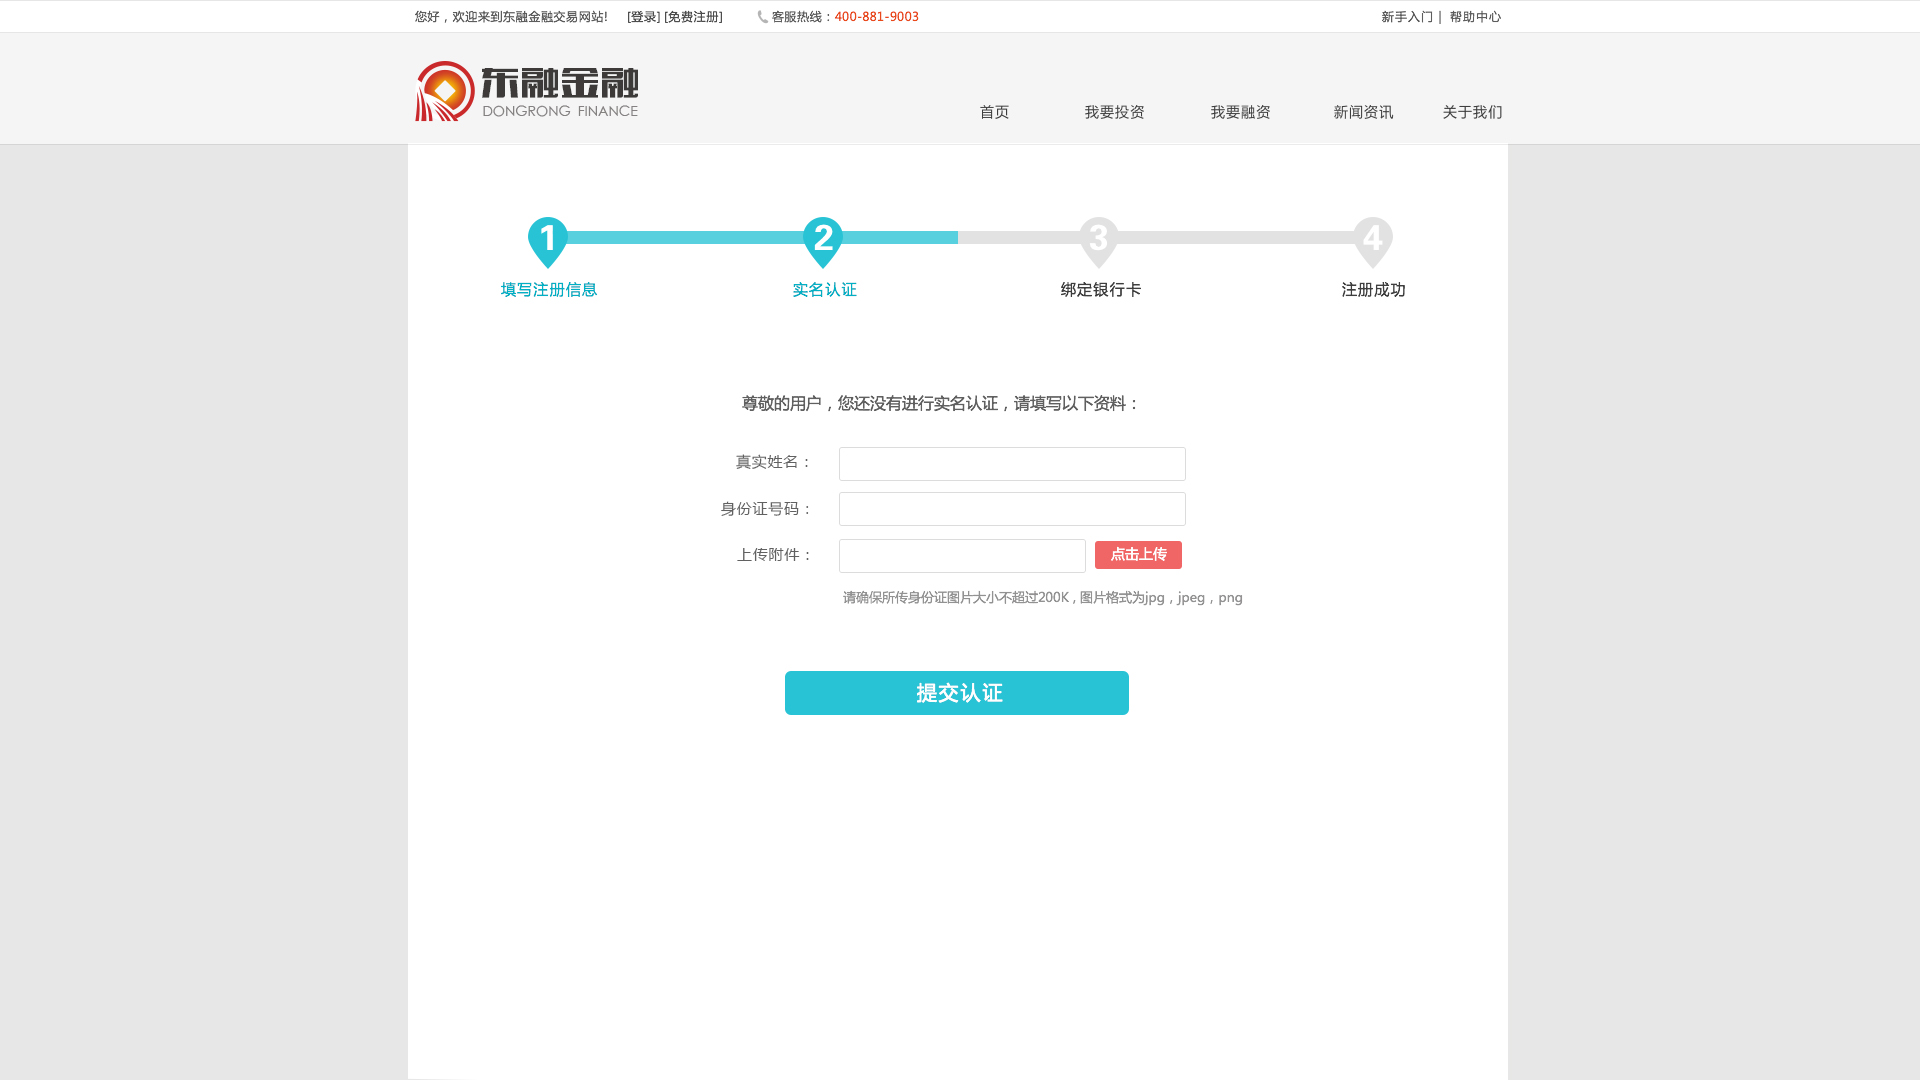 您好，欢迎来到东融金融交易网站! [登录] [免费注册] 客服热线：400-881-9003 新手入门 | 帮助中心
东融金融
DONGRONG FINANCE
首页 我要投资 我要融资 新闻资讯 关于我们
1 2 3 4
填写注册信息 实名认证 绑定银行卡 注册成功
尊敬的用户，您还没有进行实名认证，请填写以下资料：
真实姓名：
身份证号码：
上传附件： 点击上传
请确保所传身份证图片大小不超过200K，图片格式为jpg，jpeg，png
提交认证